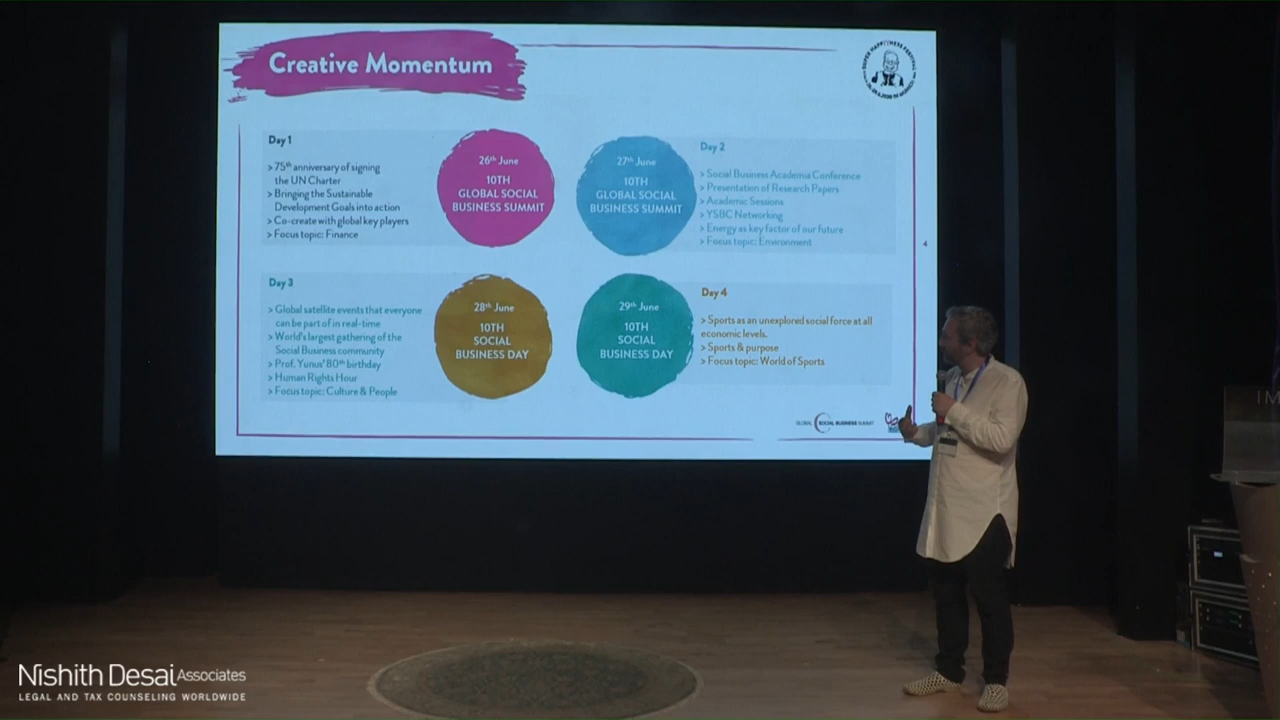 Creative Momentum
SUPER HAPPYYNESS FESTIVAL
Day 1
> 75th anniversary of signing
the UN Charter
> Bringing the Sustainable
Development Goals into action
> Co-create with global key players
> Focus topic: Finance
26th June
10TH
GLOBAL SOCIAL
BUSINESS SUMMIT
27th June
10TH
GLOBAL SOCIAL
BUSINESS SUMMIT
Day 2
> Social Business Academia Conference
> Presentation of Research Papers
> Academic Sessions
> YSBC Networking
> Energy as key factor of our future
> Focus topic: Environment
4
Day 3
> Global satellite events that everyone
can be part of in real-time
> World's largest gathering of the
Social Business community
> Prof. Yunus' 80th birthday
> Human Rights Hour
> Focus topic: Culture & People
28th June
10TH
SOCIAL
BUSINESS DAY
29th June
10TH
SOCIAL
BUSINESS DAY
Day 4
> Sports as an unexplored social force at all
economic levels.
> Sports & purpose
> Focus topic: World of Sports
GLOBAL SOCIAL BUSINESS SUMMIT
IM
Nishith Desai Associates
LEGAL AND TAX COUNSELING WORLDWIDE